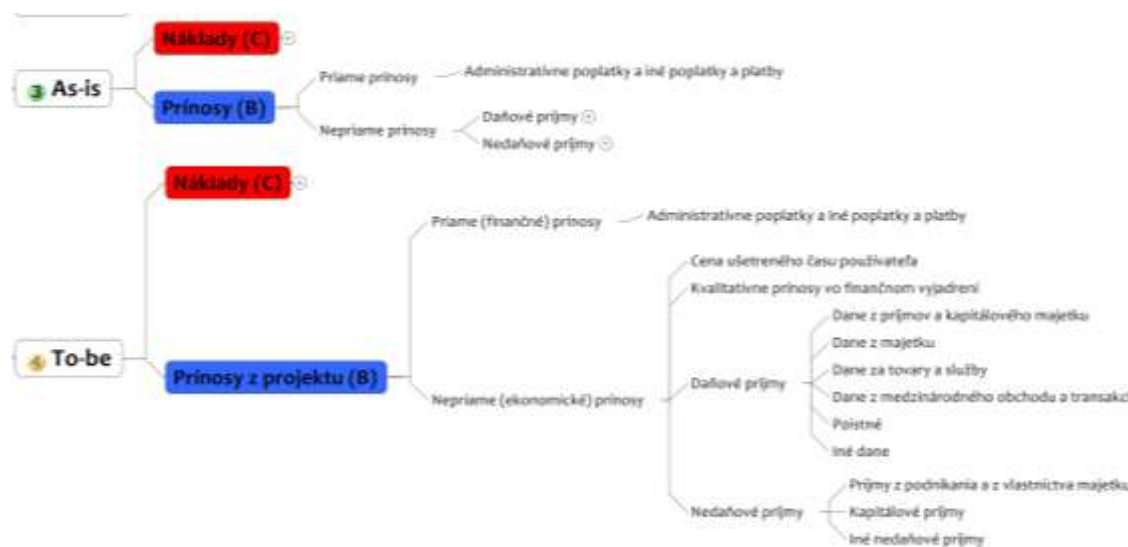 Náklady (C)
3 As-is
Prínosy (B)
Priame prínosy
Administratívne poplatky a iné poplatky a platby
Nepriame prínosy
Daňové príjmy
Nedaňové príjmy
Náklady (C)
4 To-be
Prínosy z projektu (B)
Priame (finančné) prínosy
Administratívne poplatky a iné poplatky a platby
Nepriame (ekonomické) prínosy
Cena ušetreného času používateľa
Kvalitatívne prínosy vo finančnom vyjadrení
Daňové príjmy
Dane z príjmov a kapitálového majetku
Dane z majetku
Dane za tovary a služby
Dane z medzinárodného obchodu a transakc
Poistné
Iné dane
Nedaňové príjmy
Príjmy z podnikania a z vlastníctva majetku
Kapitálové príjmy
Iné nedaňové príjmy